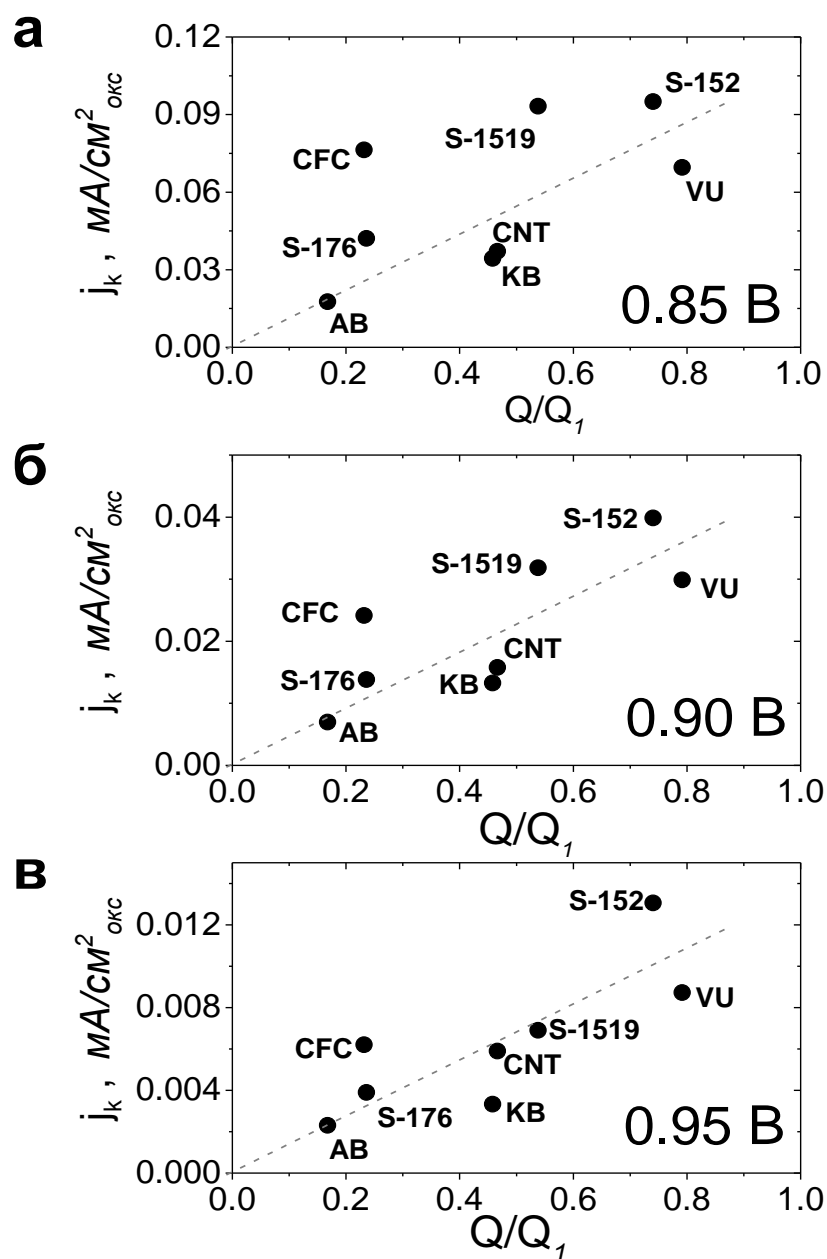 а
j_k , мА/см²_окс
0.12
0.09
0.06
0.03
0.00
S-152
S-1519
CFC
VU
S-176
CNT
KB
AB
0.85 В
0.0 0.2 0.4 0.6 0.8 1.0
Q/Q_1
б
j_k , мА/см²_окс
0.04
0.02
0.00
S-152
S-1519
VU
CFC
CNT
S-176
KB
AB
0.90 В
0.0 0.2 0.4 0.6 0.8 1.0
Q/Q_1
в
j_k , мА/см²_окс
0.012
0.008
0.004
0.000
S-152
VU
S-1519
CFC
CNT
S-176
KB
AB
0.95 В
0.0 0.2 0.4 0.6 0.8 1.0
Q/Q_1